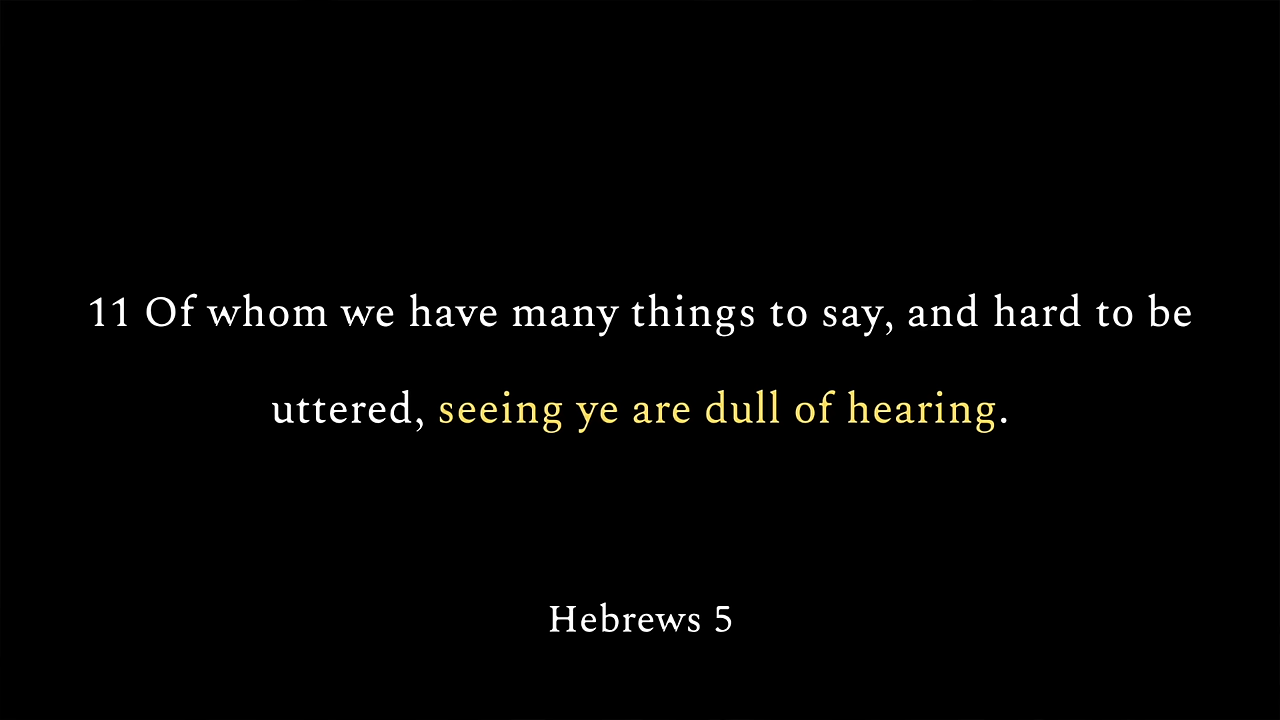 11 Of whom we have many things to say, and hard to be
uttered, seeing ye are dull of hearing.
Hebrews 5